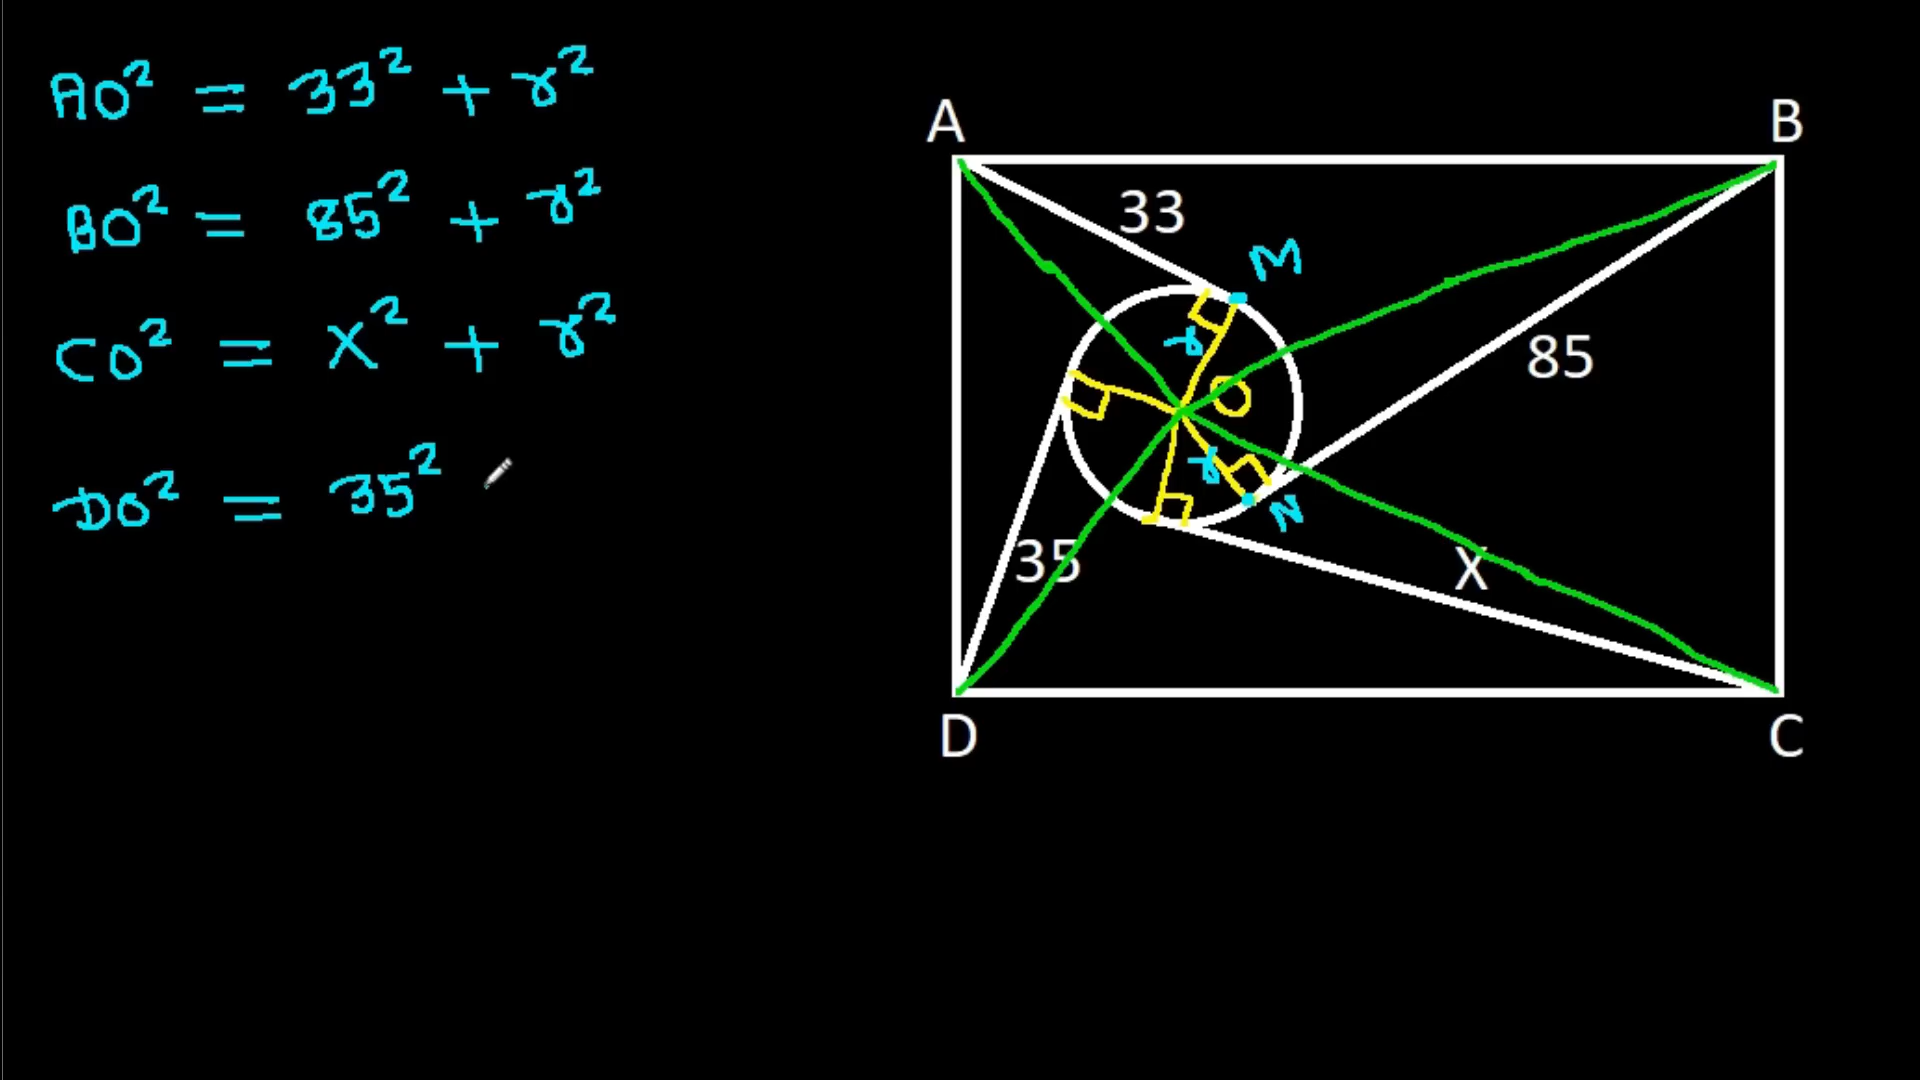 AO² = 33² + r²
BO² = 85² + r²
CO² = X² + r²
DO² = 35²
A
B
33
M
r
85
O
r
N
35
X
D
C